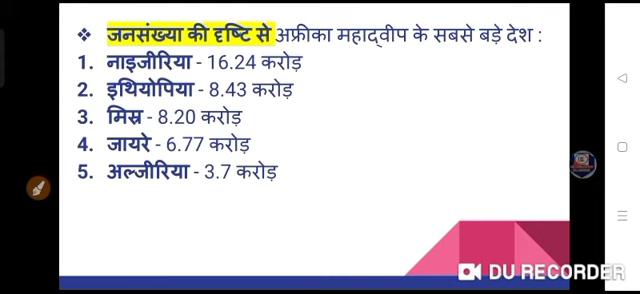 ❖ जनसंख्या की दृष्टि से अफ्रीका महाद्वीप के सबसे बड़े देश :
1. नाइजीरिया - 16.24 करोड़
2. इथियोपिया - 8.43 करोड़
3. मिस्र - 8.20 करोड़
4. जायरे - 6.77 करोड़
5. अल्जीरिया - 3.7 करोड़
DU RECORDER